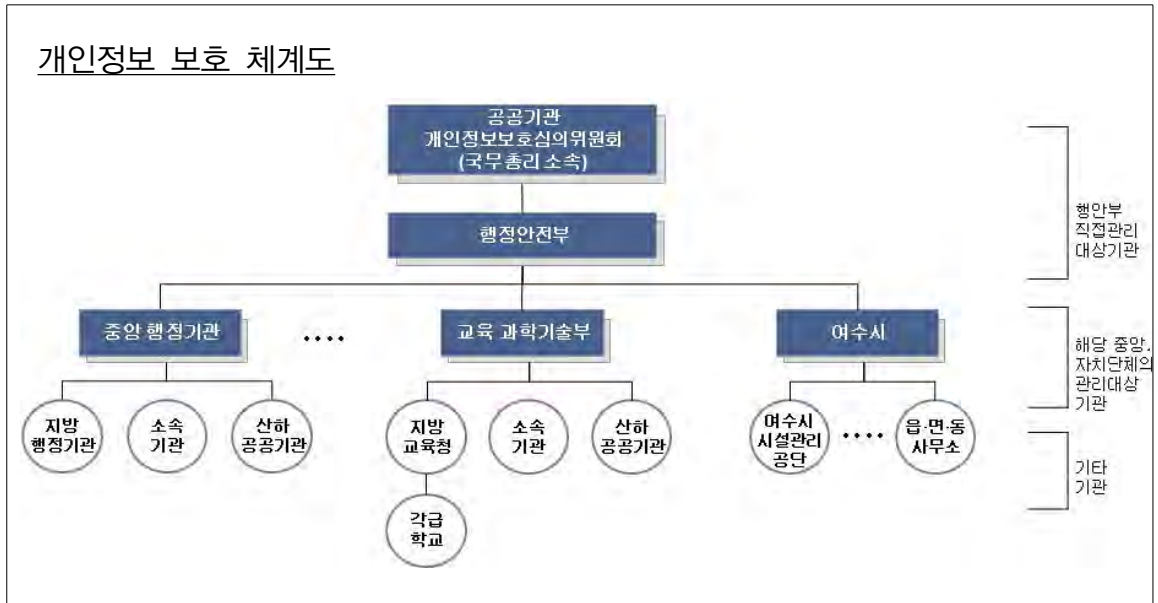 개인정보 보호 체계도
공공기관
개인정보보호심의위원회
(국무총리 소속)
행정안전부
행안부
직접관리
대상기관
중앙 행정기관
....
교육 과학기술부
여수시
해당 중앙.
자치단체의
관리대상
기관
지방
행정기관
소속
기관
산하
공공기관
지방
교육청
소속
기관
산하
공공기관
여수시
시설관리
공단
....
읍·면·동
사무소
기타
기관
각급
학교